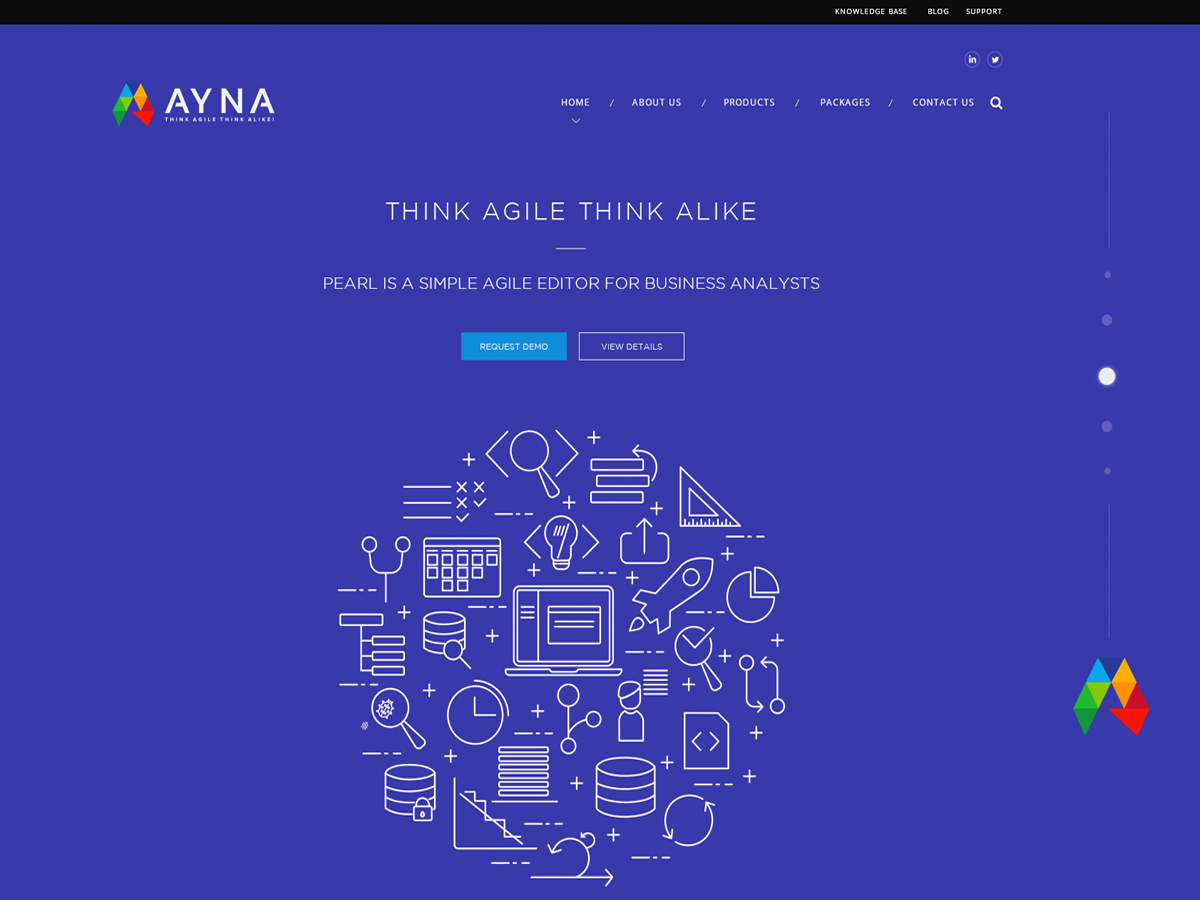 KNOWLEDGE BASE BLOG SUPPORT
in
AYNA
THINK AGILE THINK ALIKE!
HOME / ABOUT US / PRODUCTS / PACKAGES / CONTACT US
THINK AGILE THINK ALIKE
PEARL IS A SIMPLE AGILE EDITOR FOR BUSINESS ANALYSTS
REQUEST DEMO VIEW DETAILS